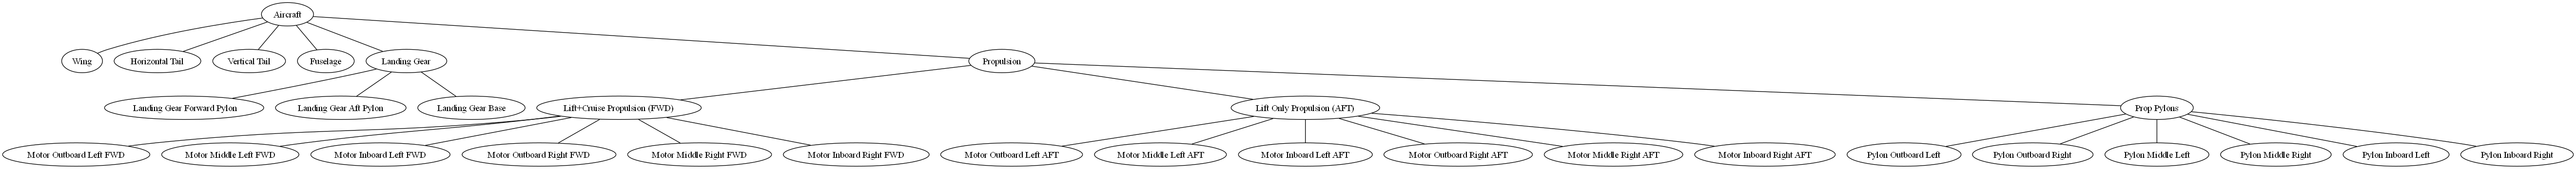 Aircraft
Wing
Horizontal Tail
Vertical Tail
Fuselage
Landing Gear
Propulsion
Landing Gear Forward Pylon
Landing Gear Aft Pylon
Landing Gear Base
Lift+Cruise Propulsion (FWD)
Lift Only Propulsion (AFT)
Prop Pylons
Motor Outboard Left FWD
Motor Middle Left FWD
Motor Inboard Left FWD
Motor Outboard Right FWD
Motor Middle Right FWD
Motor Inboard Right FWD
Motor Outboard Left AFT
Motor Middle Left AFT
Motor Inboard Left AFT
Motor Outboard Right AFT
Motor Middle Right AFT
Motor Inboard Right AFT
Pylon Outboard Left
Pylon Outboard Right
Pylon Middle Left
Pylon Middle Right
Pylon Inboard Left
Pylon Inboard Right